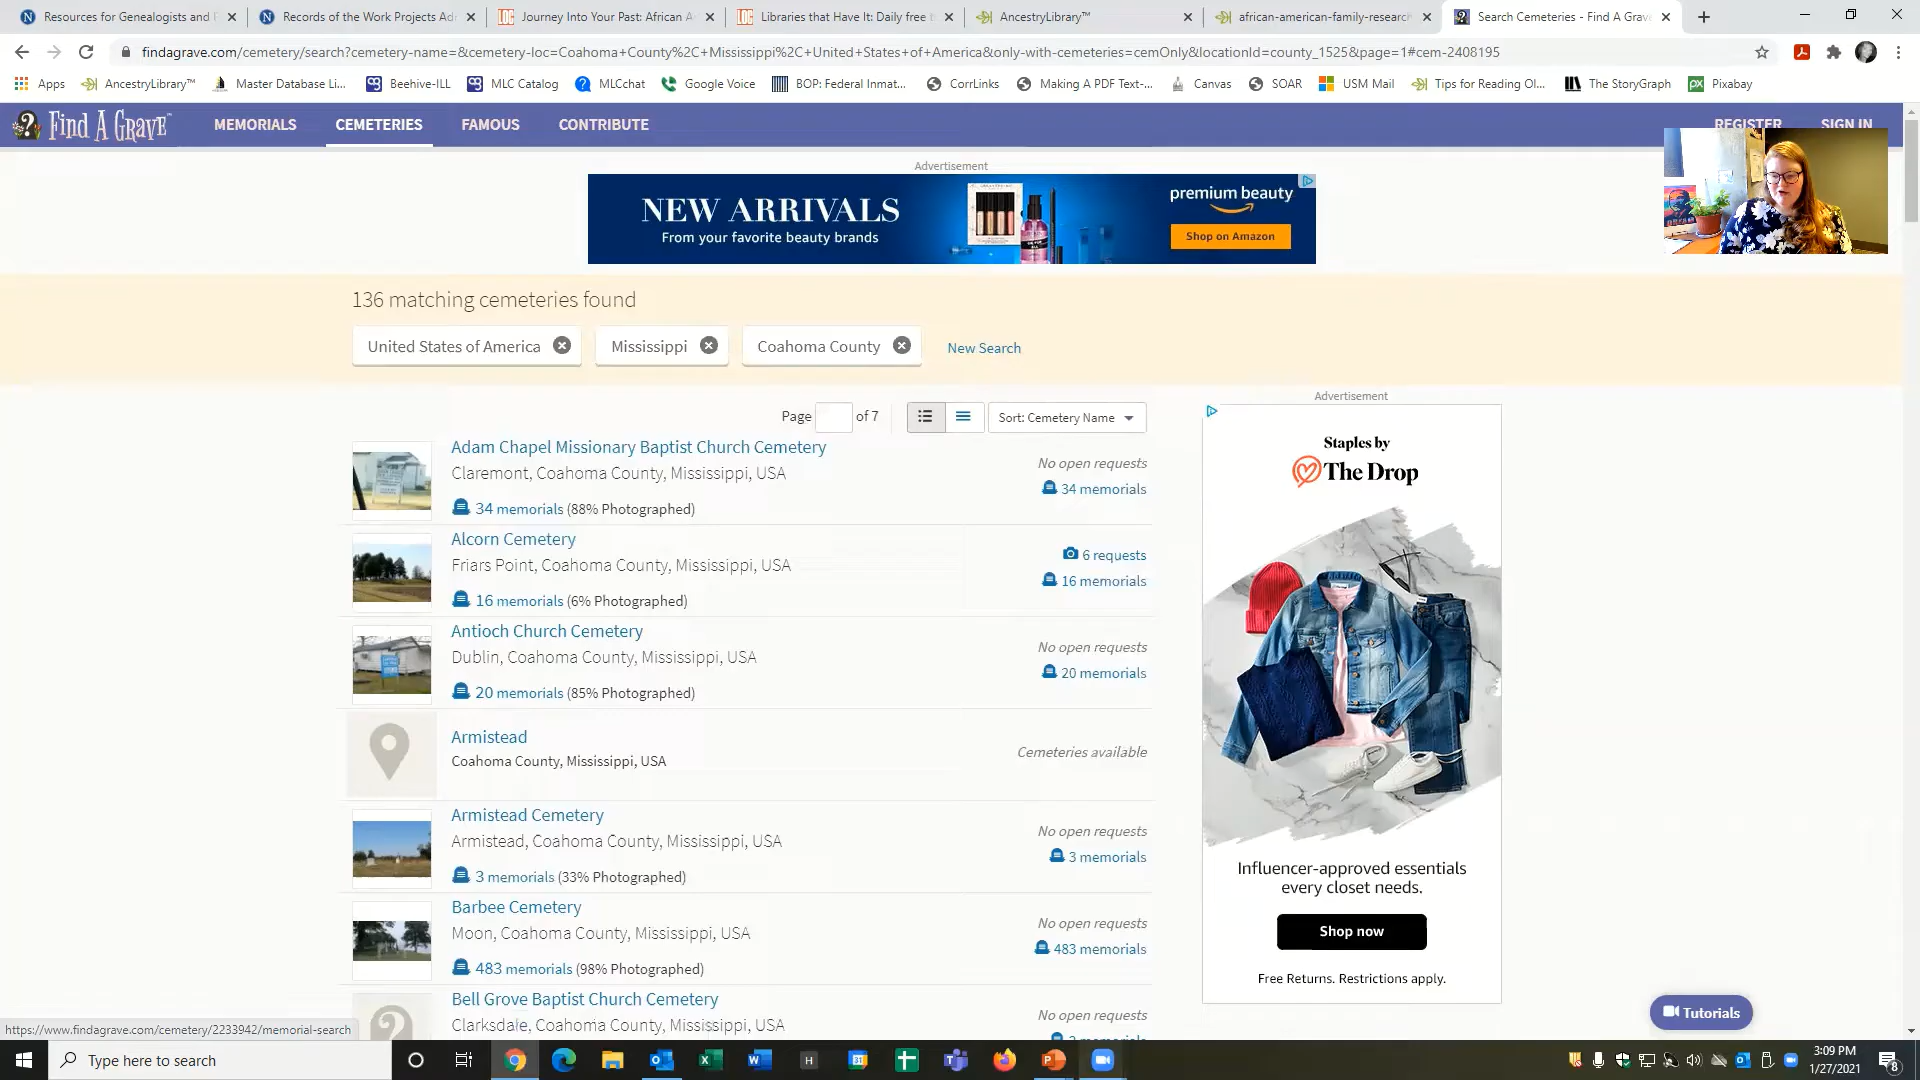 Resources for Genealogists and F
Records of the Work Projects Adm
Journey Into Your Past: African A
Libraries that Have It: Daily free b
AncestryLibrary™
african-american-family-research
Search Cemeteries - Find A Grave
findagrave.com/cemetery/search?cemetery-name=&cemetery-loc=Coahoma+County%2C+Mississippi%2C+United+States+of+America&only-with-cemeteries=cemOnly&locationId=county_1525&page=1#cem-2408195
Apps
AncestryLibrary™
Master Database Li...
Beehive-ILL
MLC Catalog
MLCchat
Google Voice
BOP: Federal Inmat...
CorrLinks
Making A PDF Text-...
Canvas
SOAR
USM Mail
Tips for Reading Ol...
The StoryGraph
px Pixabay
FIND A GRAVE™
MEMORIALS
CEMETERIES
FAMOUS
CONTRIBUTE
REGISTER
SIGN IN
Advertisement
NEW ARRIVALS
From your favorite beauty brands
premium beauty
Shop on Amazon
136 matching cemeteries found
United States of America
Mississippi
Coahoma County
New Search
Page of 7
Sort: Cemetery Name
Adam Chapel Missionary Baptist Church Cemetery
Claremont, Coahoma County, Mississippi, USA
34 memorials (88% Photographed)
No open requests
34 memorials
Alcorn Cemetery
Friars Point, Coahoma County, Mississippi, USA
16 memorials (6% Photographed)
6 requests
16 memorials
Antioch Church Cemetery
Dublin, Coahoma County, Mississippi, USA
20 memorials (85% Photographed)
No open requests
20 memorials
Armistead
Coahoma County, Mississippi, USA
Cemeteries available
Armistead Cemetery
Armistead, Coahoma County, Mississippi, USA
3 memorials (33% Photographed)
No open requests
3 memorials
Barbee Cemetery
Moon, Coahoma County, Mississippi, USA
483 memorials (98% Photographed)
No open requests
483 memorials
Bell Grove Baptist Church Cemetery
Clarksdale, Coahoma County, Mississippi, USA
No open requests
Advertisement
Staples by
The Drop
Influencer-approved essentials
every closet needs.
Shop now
Free Returns. Restrictions apply.
Tutorials
https://www.findagrave.com/cemetery/2233942/memorial-search
Type here to search
3:09 PM
1/27/2021
8